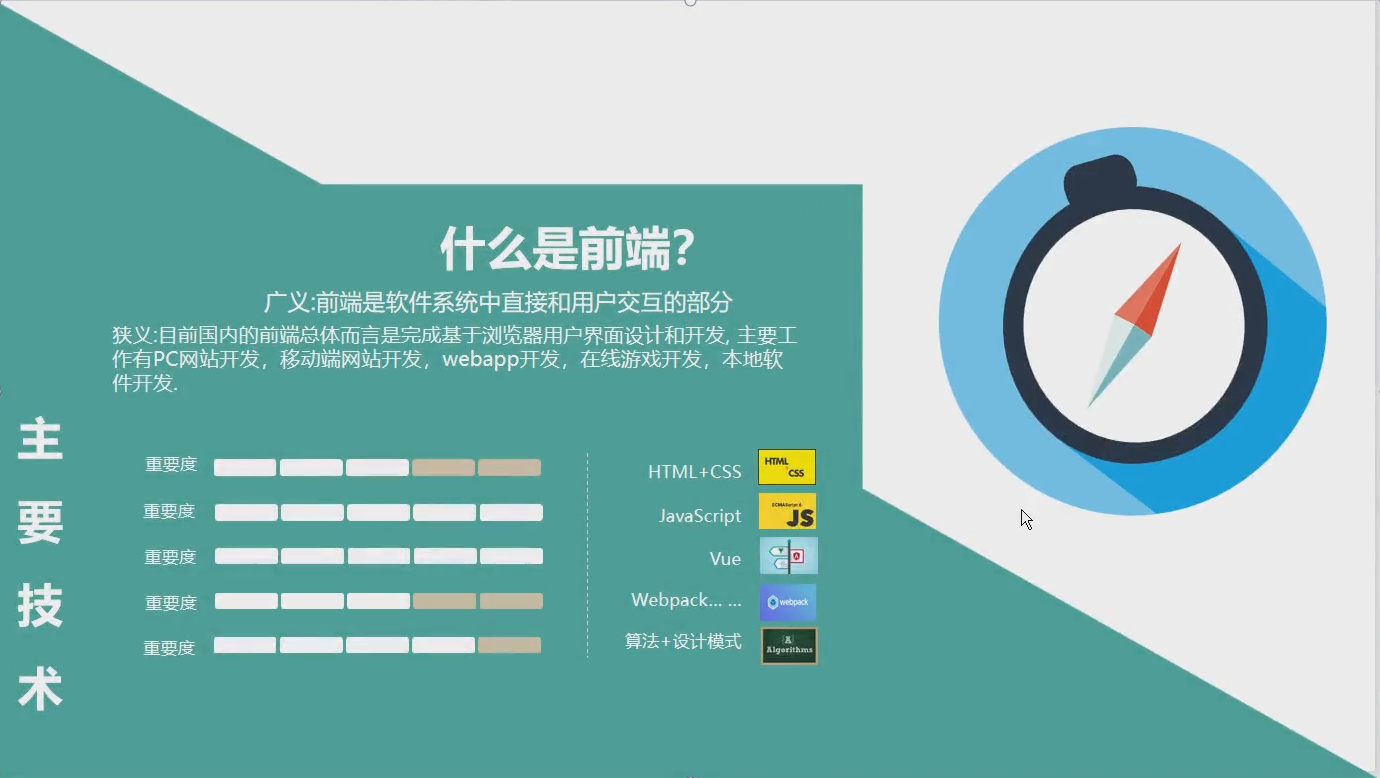 什么是前端?
广义:前端是软件系统中直接和用户交互的部分
狭义:目前国内的前端总体而言是完成基于浏览器用户界面设计和开发, 主要工
作有PC网站开发，移动端网站开发，webapp开发，在线游戏开发，本地软
件开发.
主
要
技
术
重要度
HTML+CSS
HTML
+
CSS
重要度
JavaScript
ECMAScript 6
JS
重要度
Vue
V
A
重要度
Webpack... ...
webpack
重要度
算法+设计模式
[A]
Algorithms